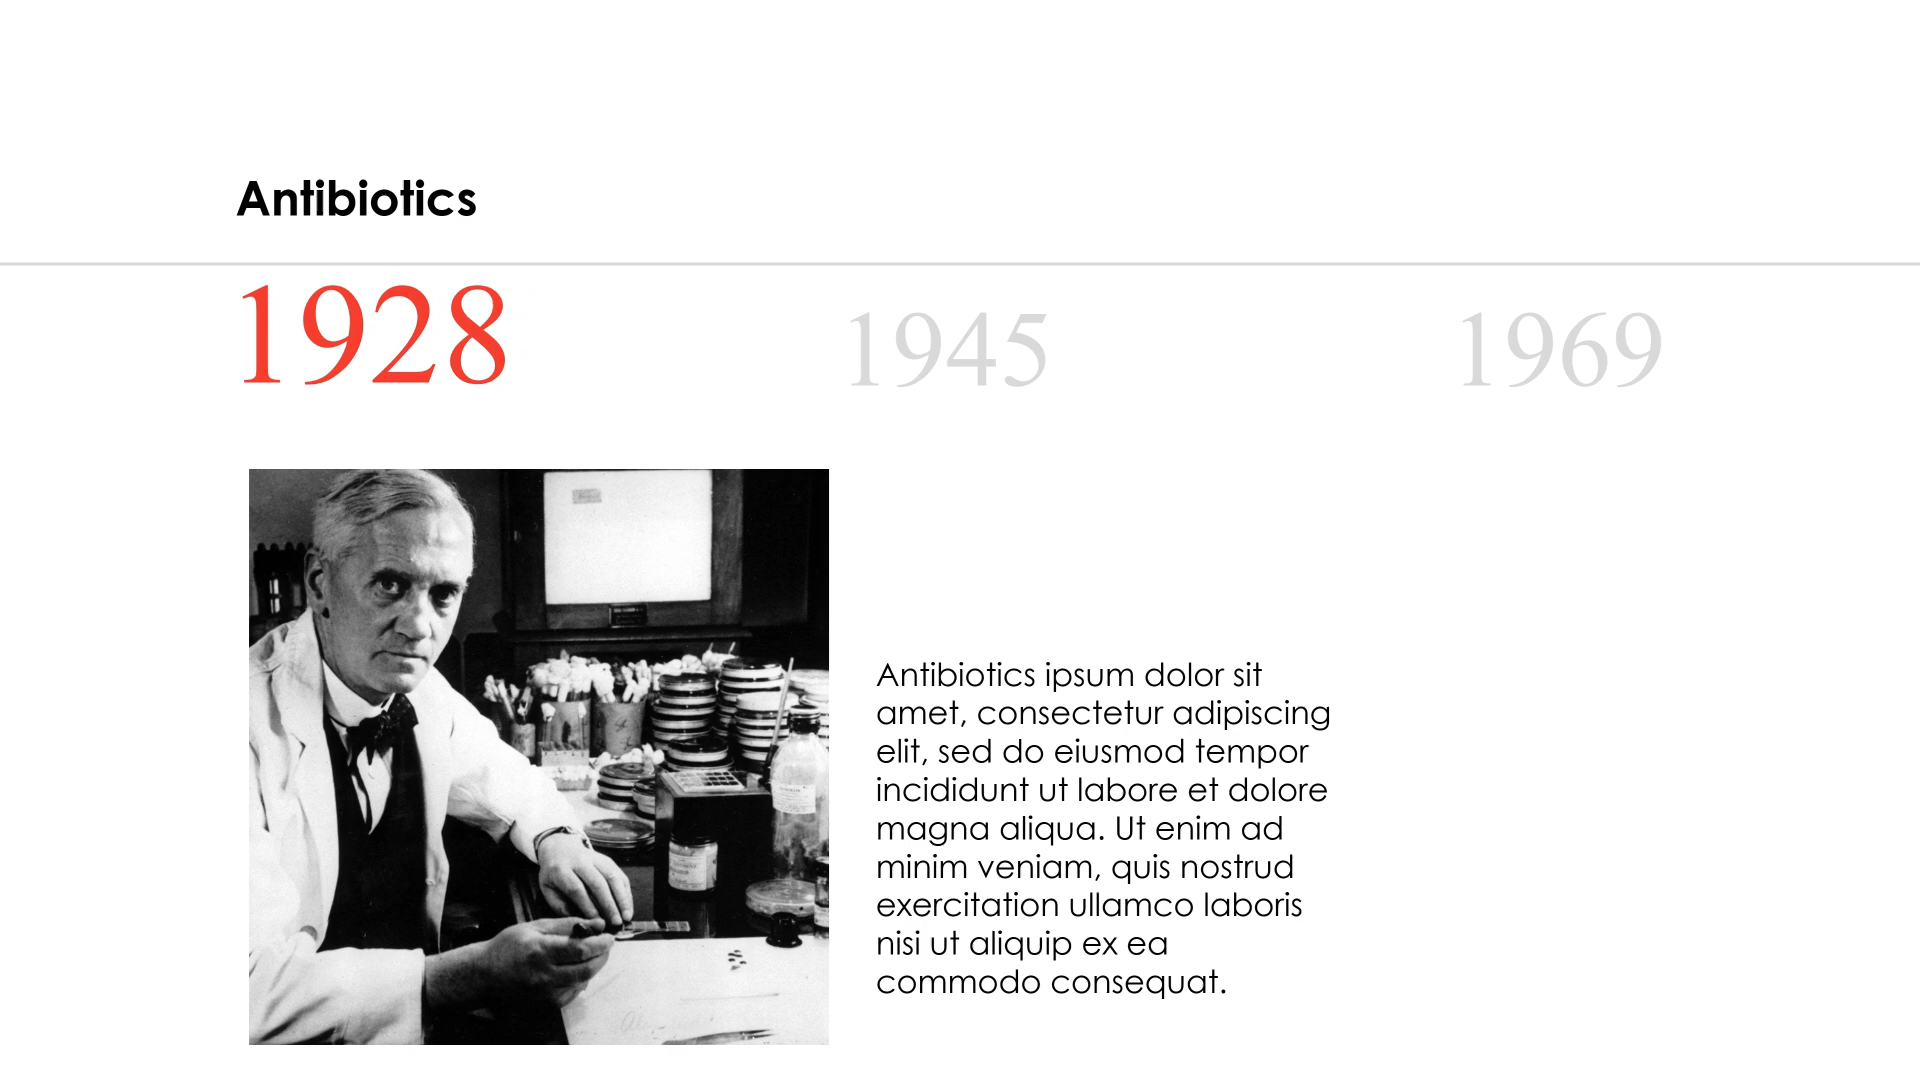 Antibiotics
1928
1945
1969
Antibiotics ipsum dolor sit
amet, consectetur adipiscing
elit, sed do eiusmod tempor
incididunt ut labore et dolore
magna aliqua. Ut enim ad
minim veniam, quis nostrud
exercitation ullamco laboris
nisi ut aliquip ex ea
commodo consequat.